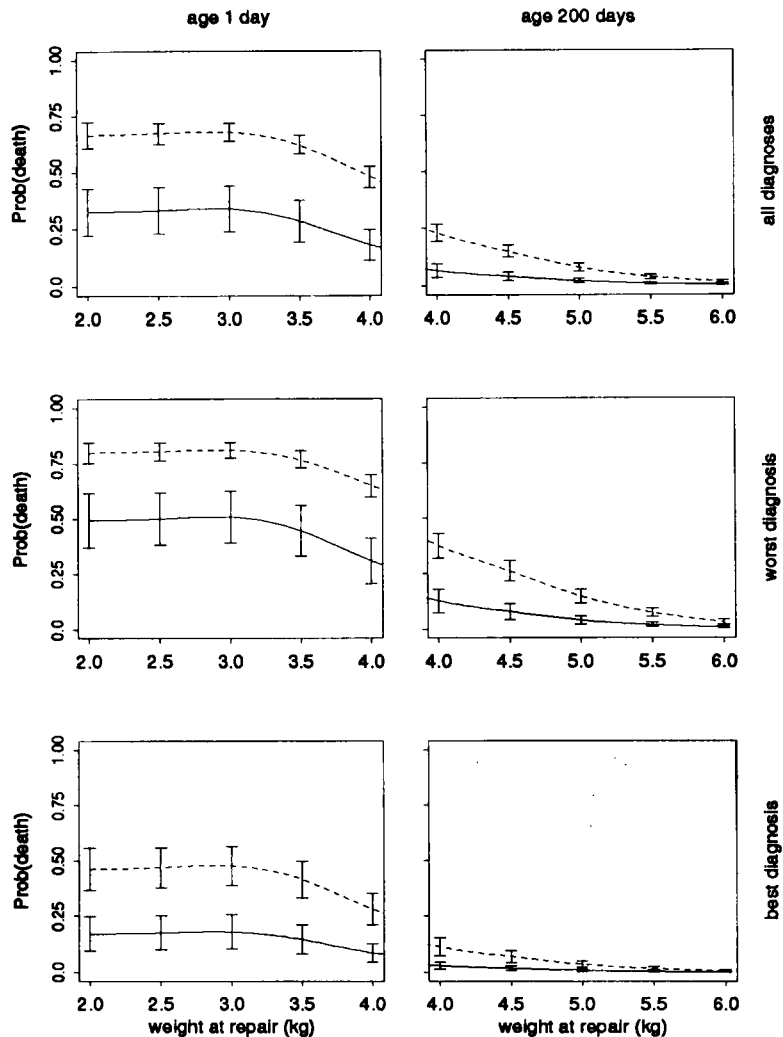 age 1 day
age 200 days
Prob(death)
1.00
0.75
0.50
0.25
0.0
2.0 2.5 3.0 3.5 4.0
4.0 4.5 5.0 5.5 6.0
all diagnoses
Prob(death)
1.00
0.75
0.50
0.25
0.0
2.0 2.5 3.0 3.5 4.0
4.0 4.5 5.0 5.5 6.0
worst diagnosis
Prob(death)
1.00
0.75
0.50
0.25
0.0
2.0 2.5 3.0 3.5 4.0
weight at repair (kg)
4.0 4.5 5.0 5.5 6.0
weight at repair (kg)
best diagnosis